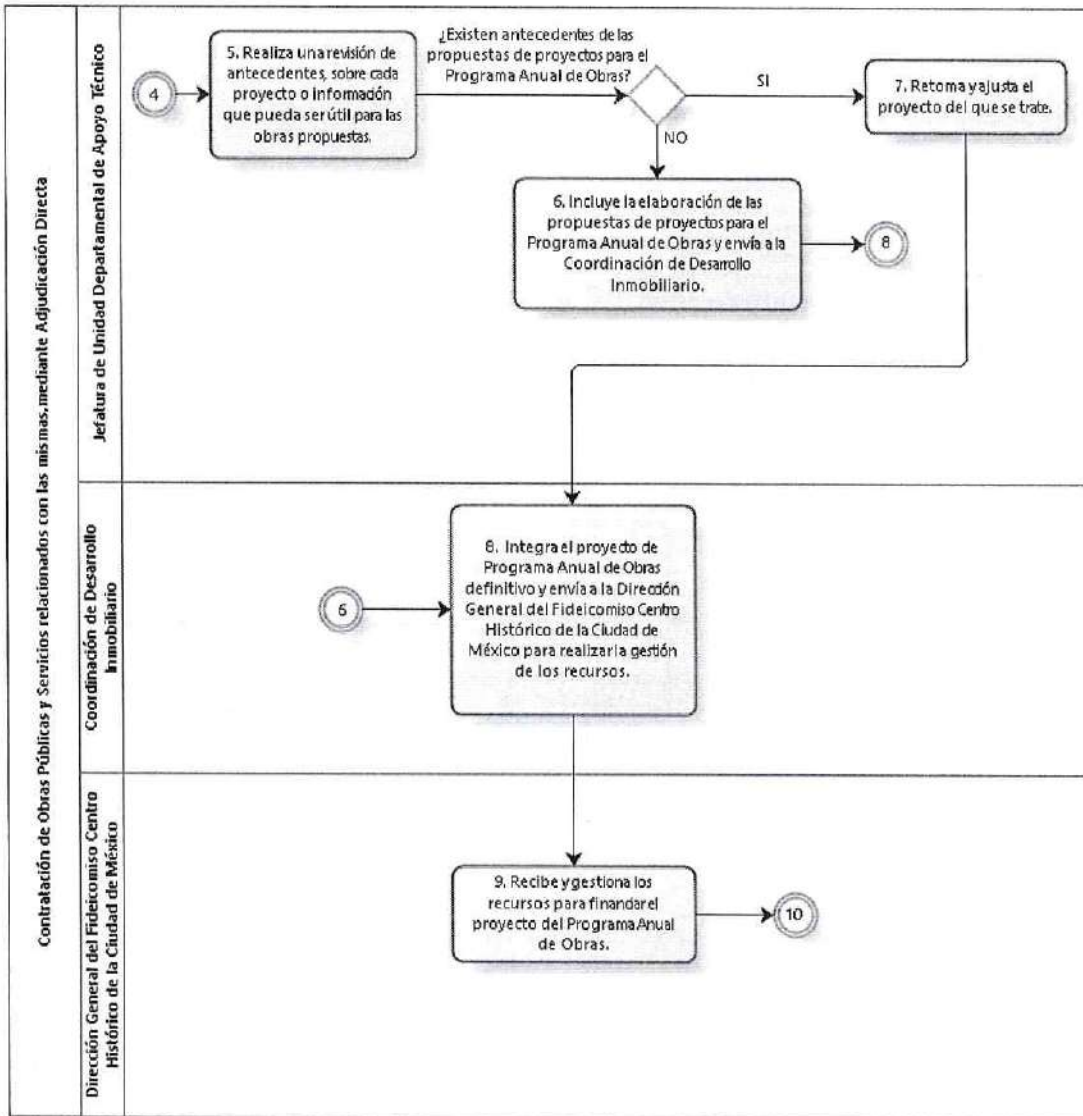 Contratación de Obras Públicas y Servicios relacionados con las mismas, mediante Adjudicación Directa
Jefatura de Unidad Departamental de Apoyo Técnico
4
5. Realiza una revisión de
antecedentes, sobre cada
proyecto o información
que pueda ser útil para las
obras propuestas.
¿Existen antecedentes de las
propuestas de proyectos para el
Programa Anual de Obras?
SI
NO
7. Retoma y ajusta el
proyecto del que se trate.
6. Incluye la elaboración de las
propuestas de proyectos para el
Programa Anual de Obras y envía a la
Coordinación de Desarrollo
Inmobiliario.
8
Coordinación de Desarrollo
Inmobiliario
6
8. Integra el proyecto de
Programa Anual de Obras
definitivo y envía a la Dirección
General del Fideicomiso Centro
Histórico de la Ciudad de
México para realizar la gestión
de los recursos.
Dirección General del Fideicomiso Centro
Histórico de la Ciudad de México
9. Recibe y gestiona los
recursos para financiar el
proyecto del Programa Anual
de Obras.
10